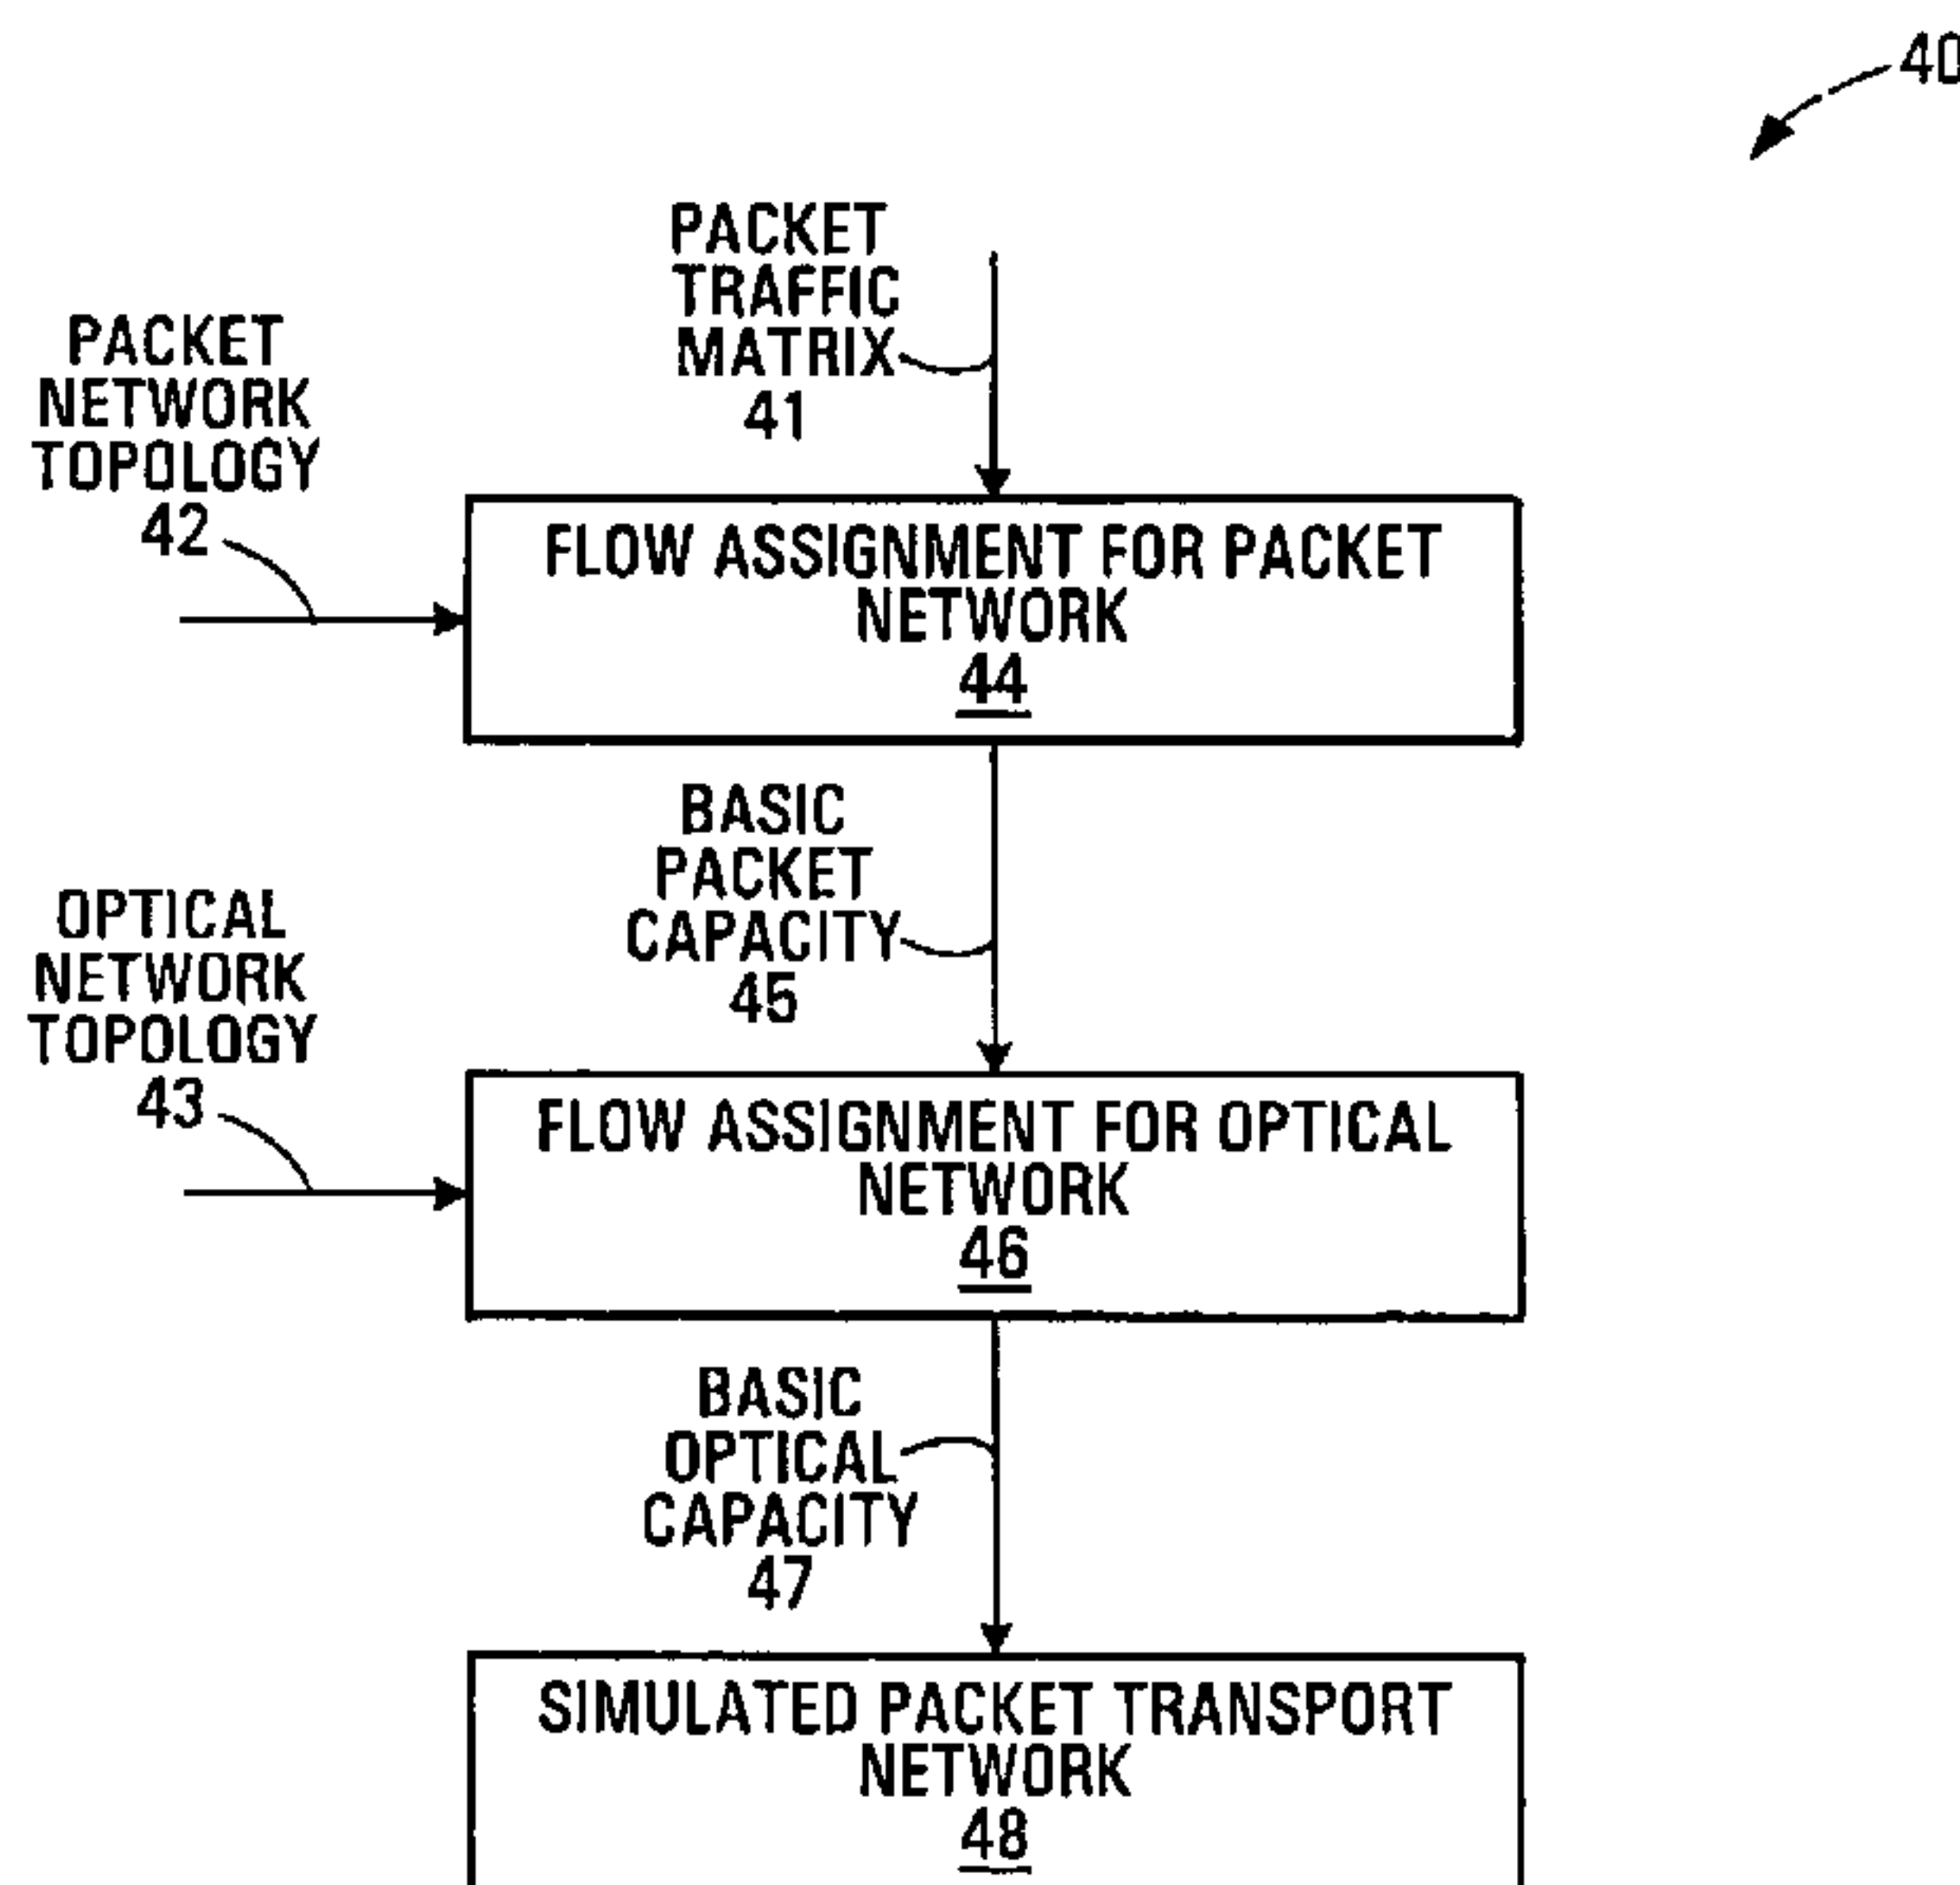 40
PACKET
TRAFFIC
MATRIX
41
PACKET
NETWORK
TOPOLOGY
42
FLOW ASSIGNMENT FOR PACKET
NETWORK
44
BASIC
PACKET
CAPACITY
45
OPTICAL
NETWORK
TOPOLOGY
43
FLOW ASSIGNMENT FOR OPTICAL
NETWORK
46
BASIC
OPTICAL
CAPACITY
47
SIMULATED PACKET TRANSPORT
NETWORK
48